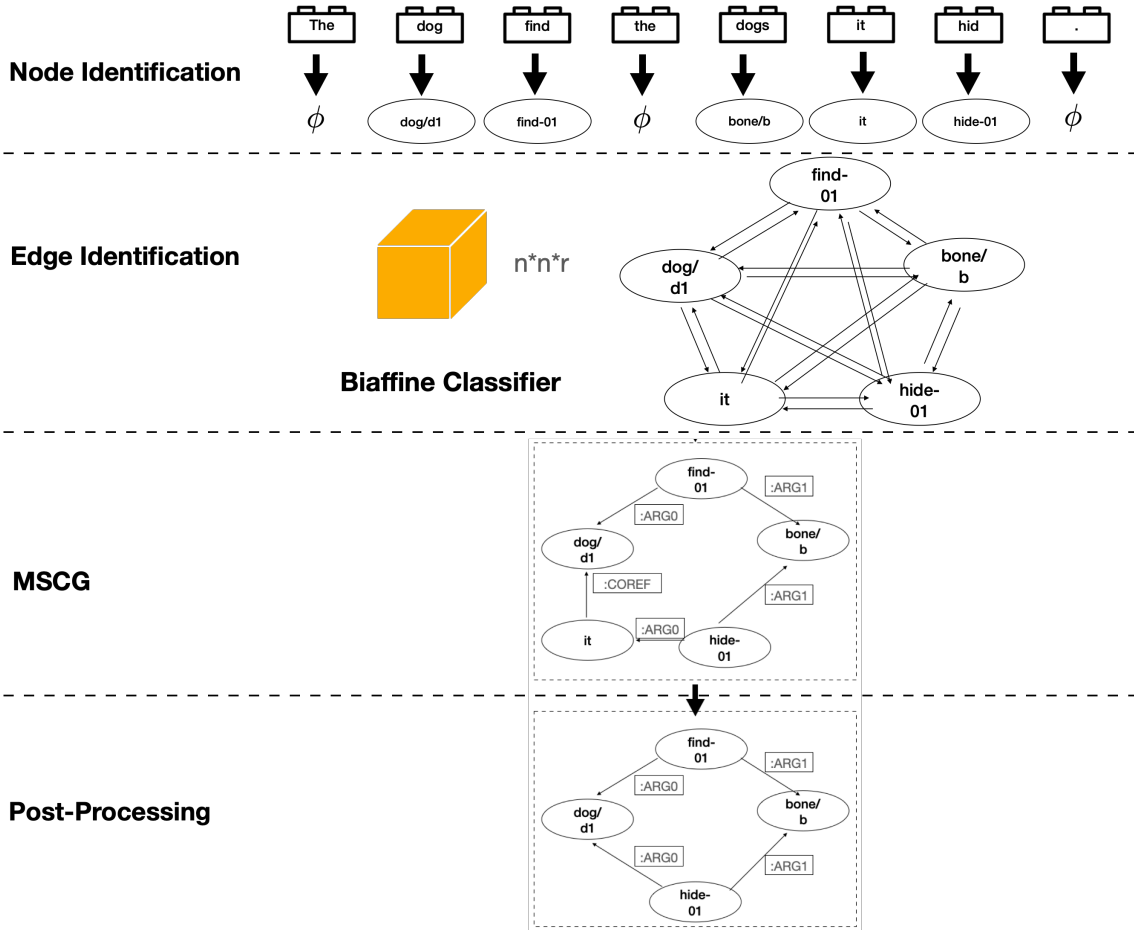 The dog find the dogs it hid .
Node Identification
ϕ dog/d1 find-01 ϕ bone/b it hide-01 ϕ
find-
01
Edge Identification
n*n*r
dog/
d1
bone/
b
Biaffine Classifier
it
hide-
01
find-
01
:ARG1
:ARG0
dog/
d1
bone/
b
MSCG
:COREF
:ARG1
it
:ARG0
hide-
01
find-
01
:ARG1
:ARG0
Post-Processing
dog/
d1
bone/
b
:ARG0
:ARG1
hide-
01